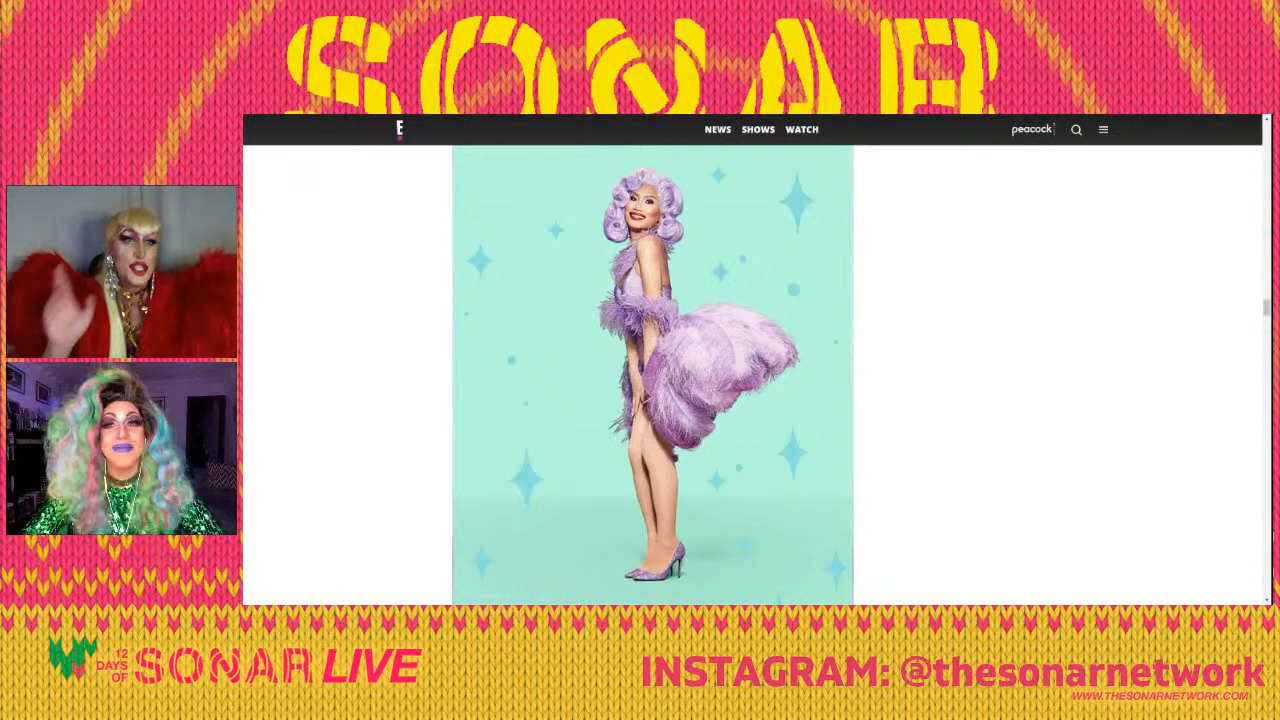 SONAR
E
NEWS SHOWS WATCH
peacock
12
DAYS
OF
SONAR LIVE
INSTAGRAM: @thesonarnetwork
WWW.THESONARNETWORK.COM